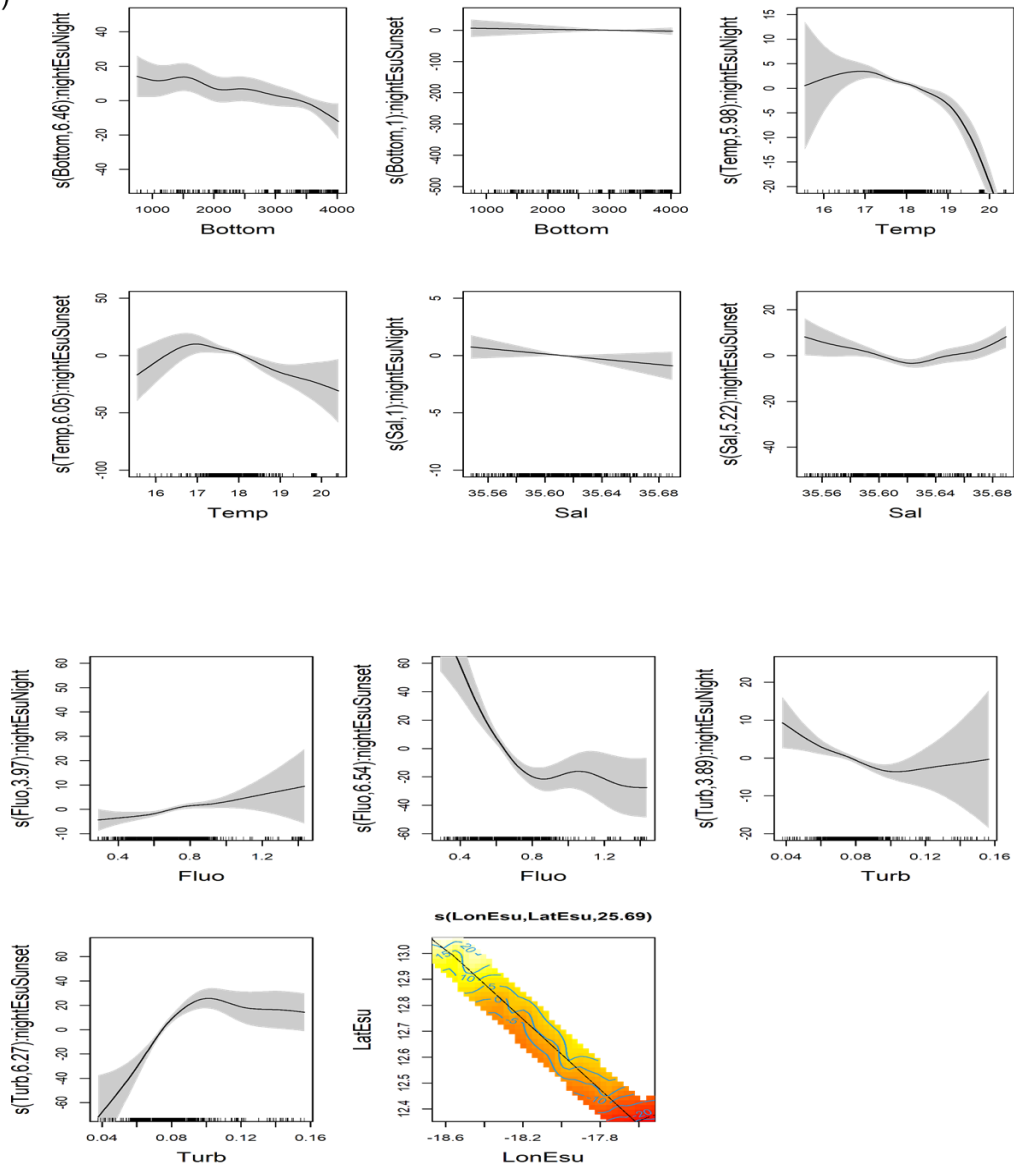 )
s(Bottom,6.46):nightEsuNight
40
20
0
20
40
1000 2000 3000 4000
Bottom
s(Bottom,1):nightEsuSunset
0
-100
-200
-300
-400
-500
1000 2000 3000 4000
Bottom
s(Temp,5.98):nightEsuNight
15
10
5
0
-5
-10
-15
-20
16 17 18 19 20
Temp
s(Temp,6.05):nightEsuSunset
50
0
-50
-100
16 17 18 19 20
Temp
s(Sal,1):nightEsuNight
5
0
-5
-10
35.56 35.60 35.64 35.68
Sal
s(Sal,5.22):nightEsuSunset
20
0
20
40
35.56 35.60 35.64 35.68
Sal
s(Fluo,3.97):nightEsuNight
60
50
40
30
20
10
0
-10
0.4 0.8 1.2
Fluo
s(Fluo,6.54):nightEsuSunset
60
40
20
0
-20
-40
-60
0.4 0.8 1.2
Fluo
s(Turb,3.89):nightEsuNight
20
10
0
-10
-20
0.04 0.08 0.12 0.16
Turb
s(Turb,6.27):nightEsuSunset
60
40
20
0
-20
-40
-60
0.04 0.08 0.12 0.16
Turb
s(LonEsu,LatEsu,25.69)
LatEsu
13.0
12.9
12.8
12.7
12.6
12.5
12.4
20
15
10
5
0
-5
-10
-18.6 -18.2 -17.8
LonEsu